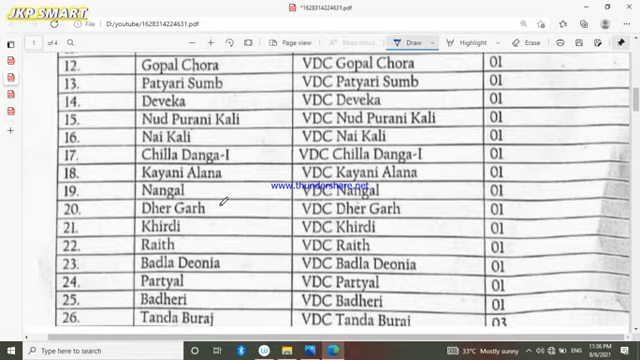 JKP SMART
*1628314224631.pdf
D:/youtube/1628314224631.pdf
1 of 4
Page view
Read aloud
Draw
Highlight
Erase
12. Gopal Chora VDC Gopal Chora 01
13. Patyari Sumb VDC Patyari Sumb 01
14. Deveka VDC Deveka 01
15. Nud Purani Kali VDC Nud Purani Kali 01
16. Nai Kali VDC Nai Kali 01
17. Chilla Danga-I VDC Chilla Danga-I 01
18. Kayani Alana VDC Kayani Alana 01
www.thundershare.net
19. Nangal VDC Nangal 01
20. Dher Garh VDC Dher Garh 01
21. Khirdi VDC Khirdi 01
22. Raith VDC Raith 01
23. Badla Deonia VDC Badla Deonia 01
24. Partyal VDC Partyal 01
25. Badheri VDC Badheri 01
26. Tanda Buraj VDC Tanda Buraj 03
Type here to search
33°C Mostly sunny
ENG
11:36 PM
8/6/2021